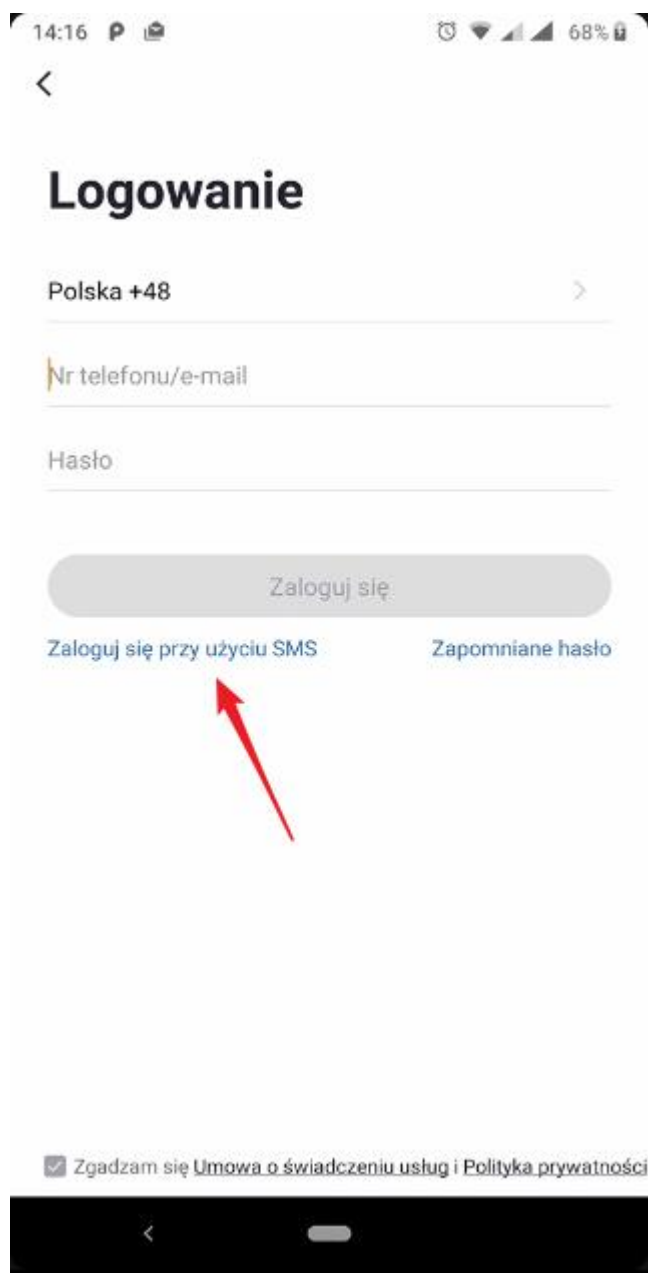 14:16 P 68%
Logowanie
Polska +48
Nr telefonu/e-mail
Hasło
Zaloguj się
Zaloguj się przy użyciu SMS Zapomniane hasło
Zgadzam się Umowa o świadczeniu usług i Polityka prywatności